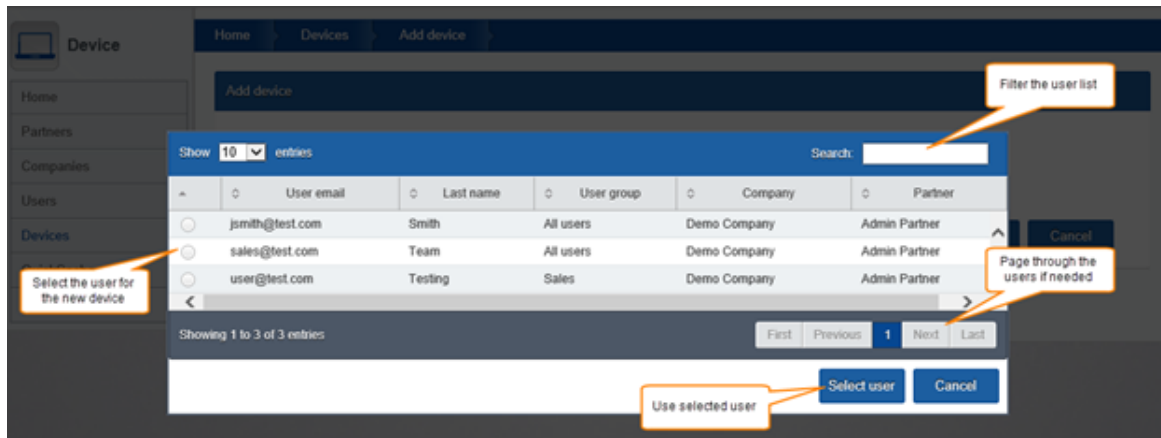 Device
Home Devices Add device
Add device
Filter the user list
Home
Partners
Companies
Users
Devices
Cancel
Show 10 entries Search:
User email Last name User group Company Partner
jsmith@test.com Smith All users Demo Company Admin Partner
sales@test.com Team All users Demo Company Admin Partner
user@test.com Testing Sales Demo Company Admin Partner
Select the user for
the new device
Page through the
users if needed
Showing 1 to 3 of 3 entries First Previous 1 Next Last
Select user Cancel
Use selected user